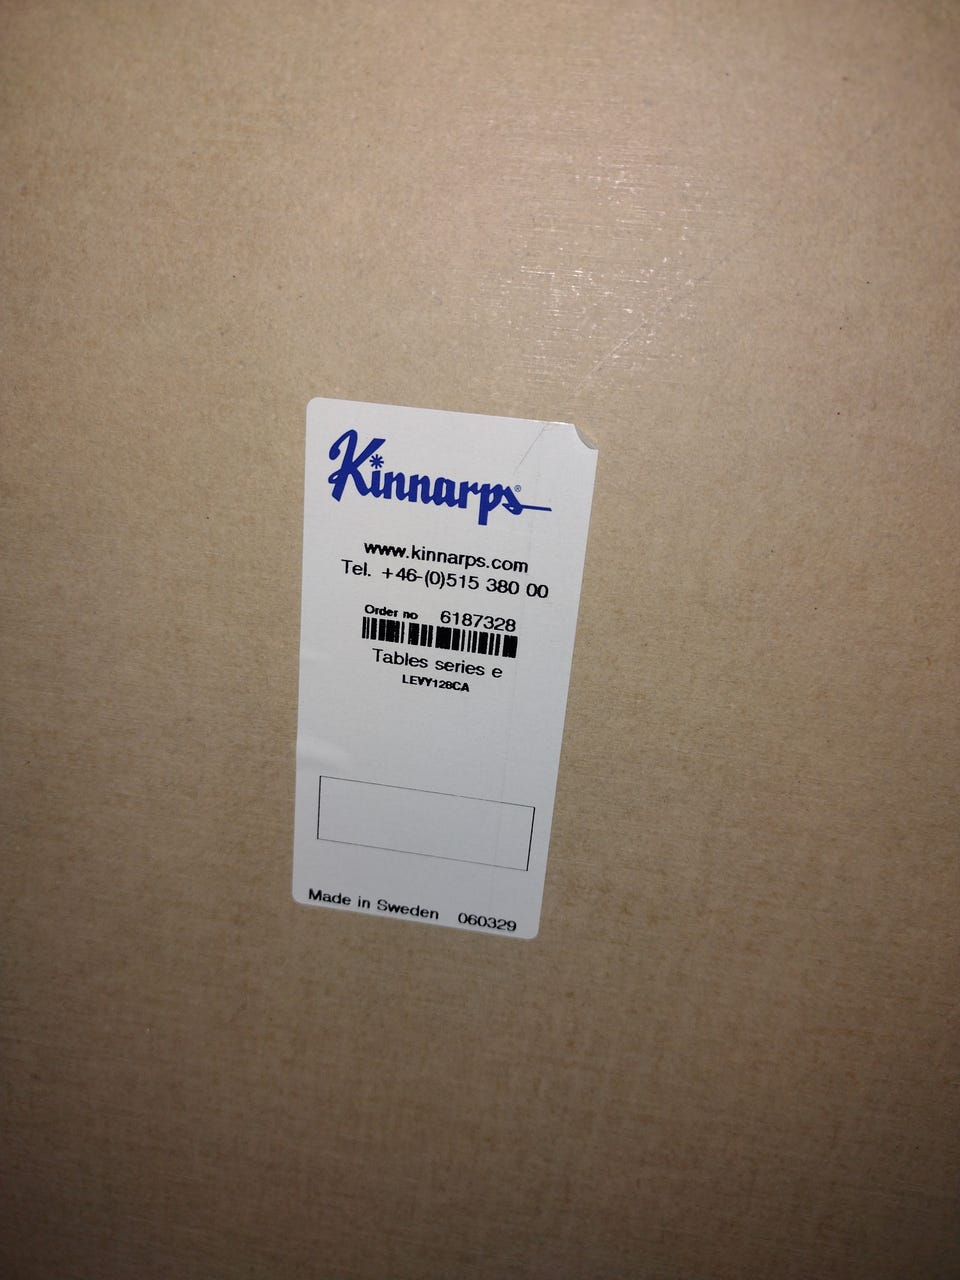 Kinnarps®
www.kinnarps.com
Tel. +46-(0)515 380 00
Order no 6187328
Tables series e
LEVY128CA
Made in Sweden 060329